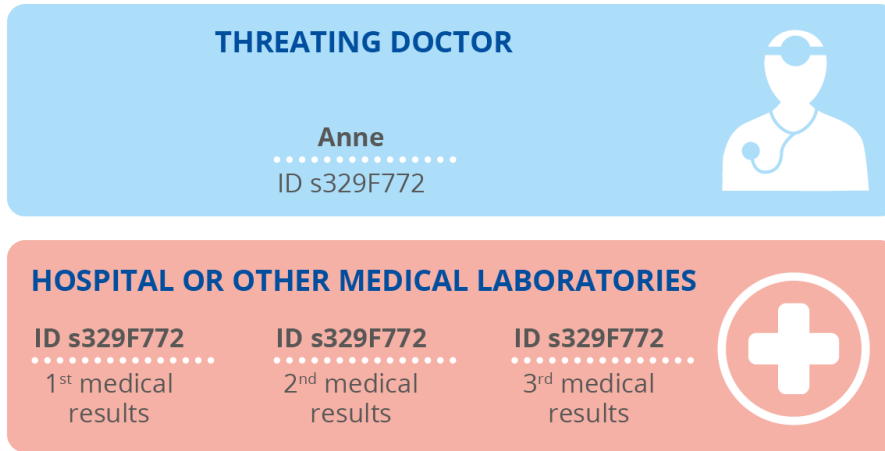 THREATING DOCTOR
Anne
ID s329F772
HOSPITAL OR OTHER MEDICAL LABORATORIES
ID s329F772 ID s329F772 ID s329F772
1st medical 2nd medical 3rd medical
results results results